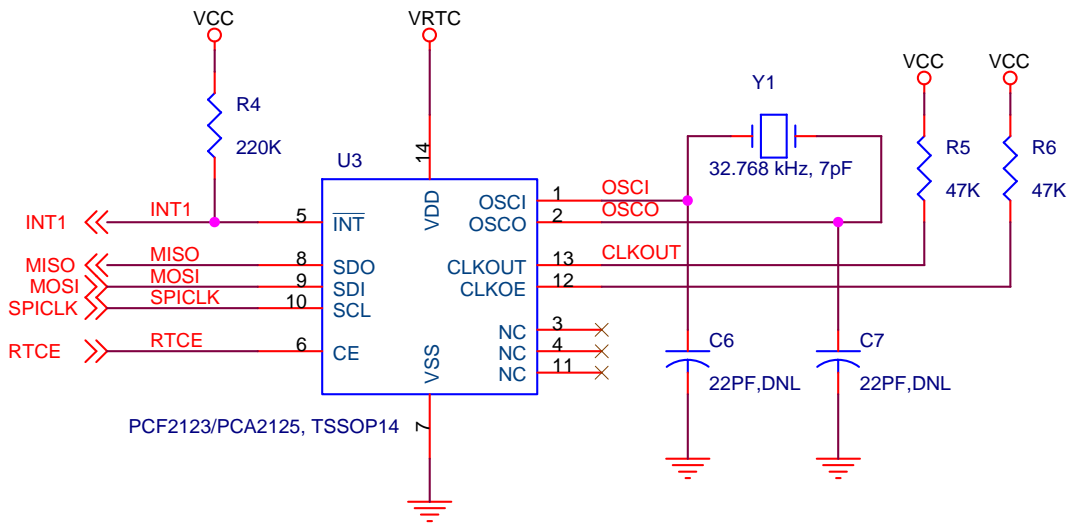 VCC
VRTC
VCC
VCC
Y1
R4
220K
R5
47K
R6
47K
32.768 kHz, 7pF
U3
14
VDD
INT1
INT1
5
INT
MISO
MISO
8
SDO
MOSI
MOSI
9
SDI
SPICLK
SPICLK
10
SCL
RTCE
RTCE
6
CE
OSCI
1
OSCI
OSCO
2
OSCO
CLKOUT
13
CLKOUT
CLKOE
12
NC
3
NC
4
NC
11
VSS
7
C6
22PF,DNL
C7
22PF,DNL
PCF2123/PCA2125, TSSOP14